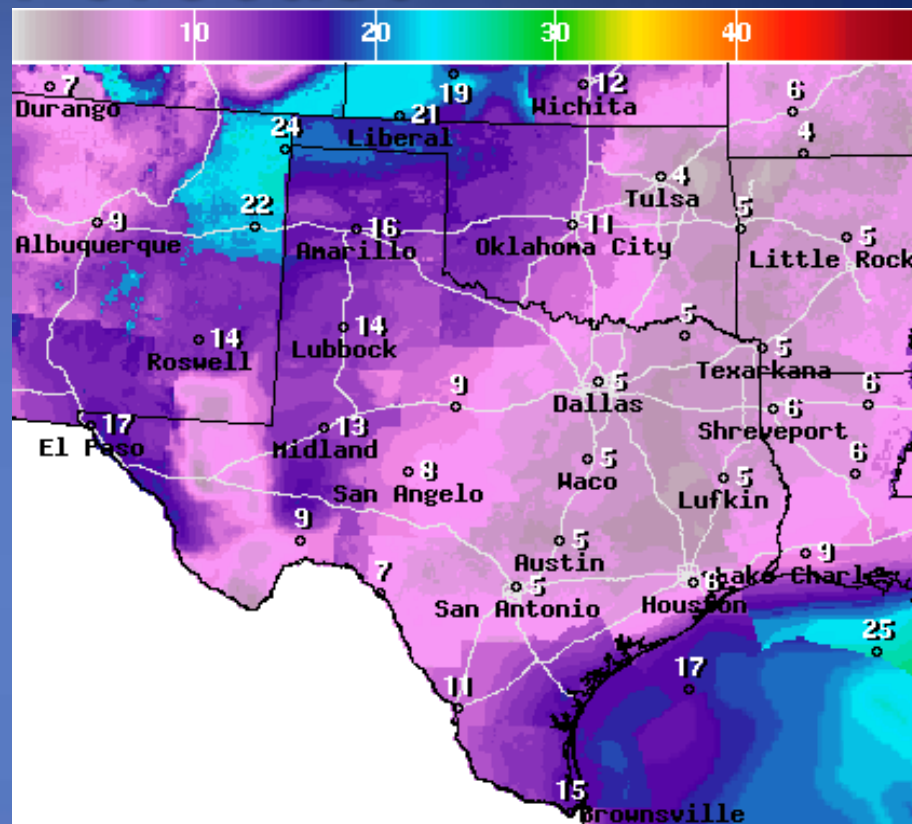 10 20 30 40
7 19 12 6
Durango Wichita
24 21 4
Liberal
4
Tulsa
9 22 16 11 5 5
Albuquerque Amarillo Oklahoma City Little Rock
14 14 5 5
Roswell Lubbock Texarkana
9 5 6 6
Dallas
17 13 Shreveport
El Paso Midland
8 5 5 6
San Angelo Waco Lufkin
9 5 9
Austin
7 5 6 Lake Charles
San Antonio Houston
25
17
11
15
Brownsville